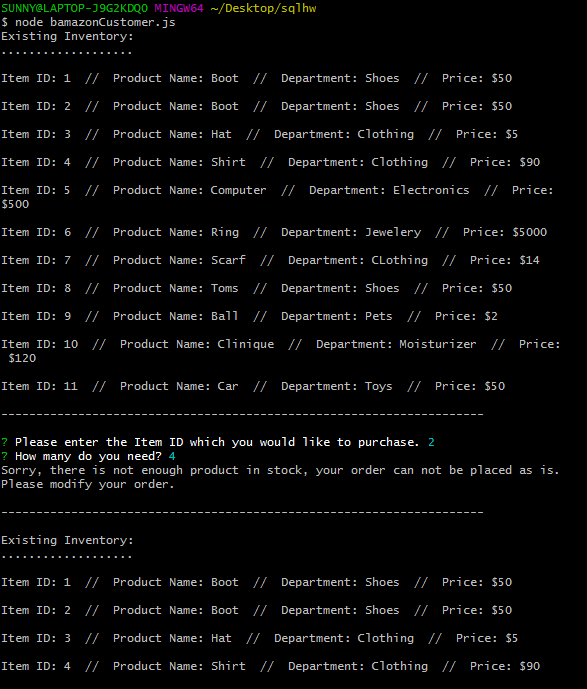 SUNNY@LAPTOP-J9G2KDQO MINGW64 ~/Desktop/sqlhw
$ node bamazonCustomer.js
Existing Inventory:
...................
Item ID: 1  //  Product Name: Boot  //  Department: Shoes  //  Price: $50
Item ID: 2  //  Product Name: Boot  //  Department: Shoes  //  Price: $50
Item ID: 3  //  Product Name: Hat  //  Department: Clothing  //  Price: $5
Item ID: 4  //  Product Name: Shirt  //  Department: Clothing  //  Price: $90
Item ID: 5  //  Product Name: Computer  //  Department: Electronics  //  Price:
$500
Item ID: 6  //  Product Name: Ring  //  Department: Jewelery  //  Price: $5000
Item ID: 7  //  Product Name: Scarf  //  Department: CLothing  //  Price: $14
Item ID: 8  //  Product Name: Toms  //  Department: Shoes  //  Price: $50
Item ID: 9  //  Product Name: Ball  //  Department: Pets  //  Price: $2
Item ID: 10  //  Product Name: Clinique  //  Department: Moisturizer  //  Price:
 $120
Item ID: 11  //  Product Name: Car  //  Department: Toys  //  Price: $50
---------------------------------------------------------------------
? Please enter the Item ID which you would like to purchase. 2
? How many do you need? 4
Sorry, there is not enough product in stock, your order can not be placed as is.
Please modify your order.
---------------------------------------------------------------------
Existing Inventory:
...................
Item ID: 1  //  Product Name: Boot  //  Department: Shoes  //  Price: $50
Item ID: 2  //  Product Name: Boot  //  Department: Shoes  //  Price: $50
Item ID: 3  //  Product Name: Hat  //  Department: Clothing  //  Price: $5
Item ID: 4  //  Product Name: Shirt  //  Department: Clothing  //  Price: $90